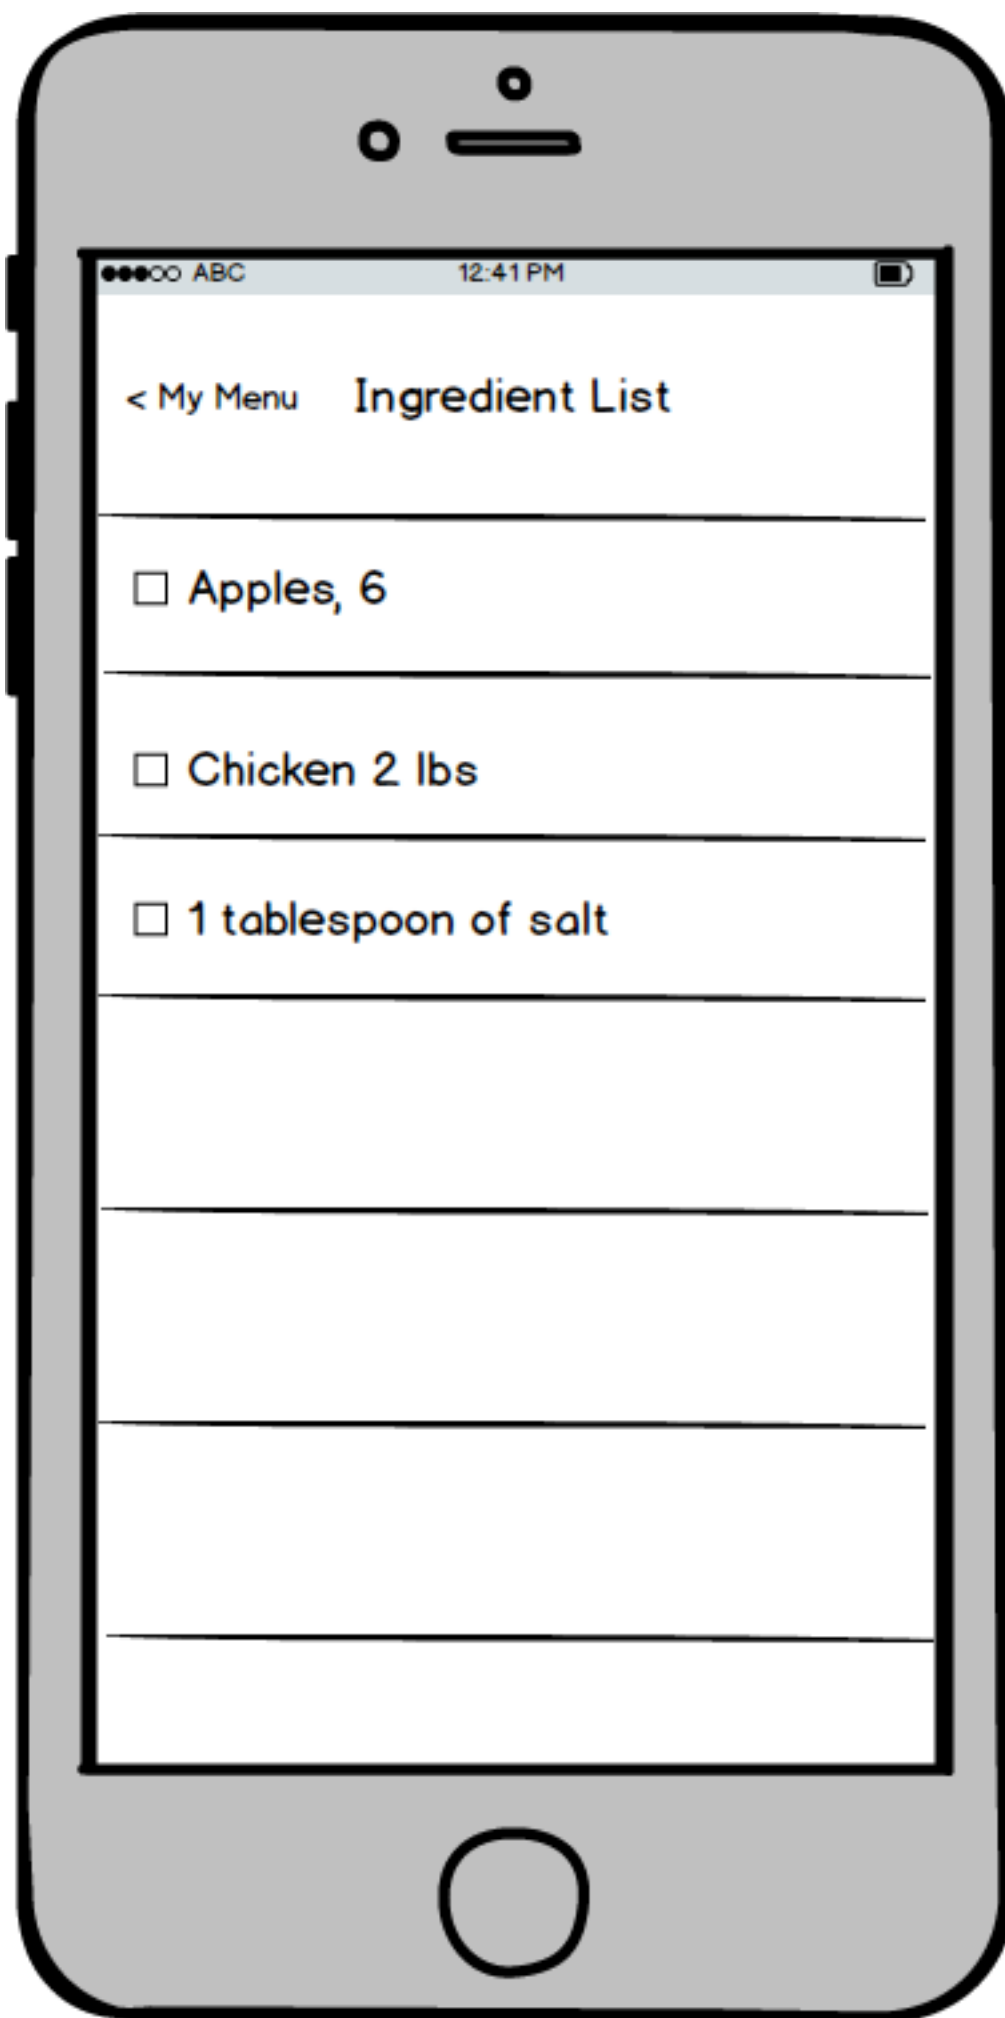 ABC 12:41 PM
< My Menu Ingredient List
Apples, 6
Chicken 2 lbs
1 tablespoon of salt